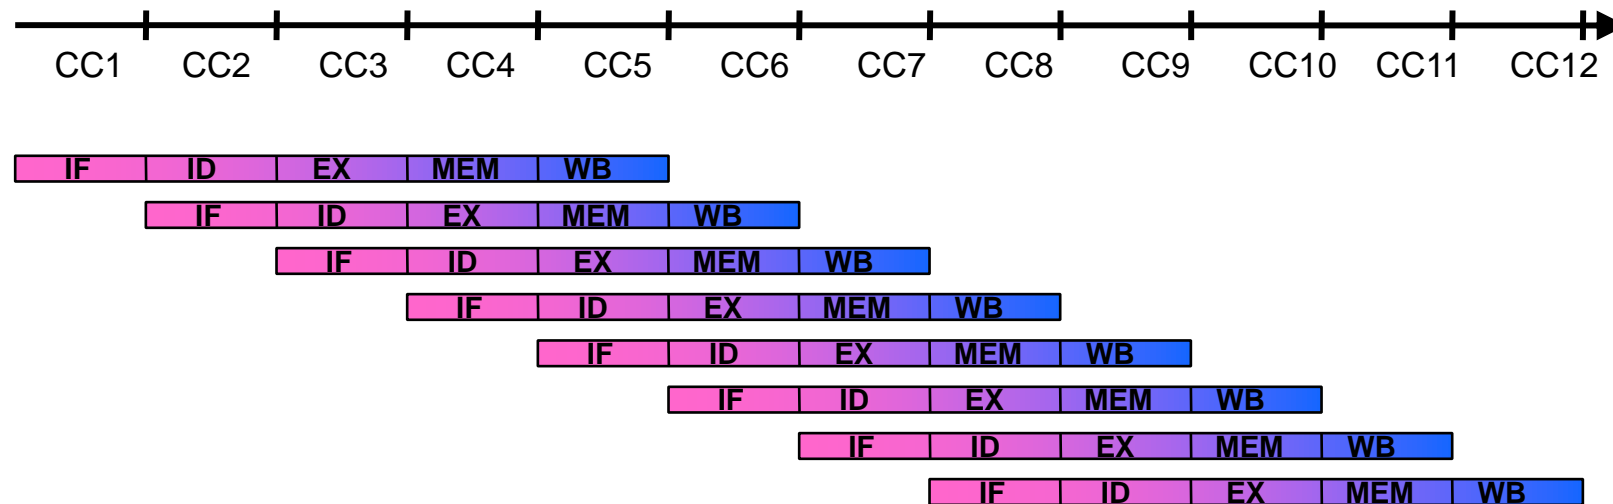 CC1 CC2 CC3 CC4 CC5 CC6 CC7 CC8 CC9 CC10 CC11 CC12
IF ID EX MEM WB
IF ID EX MEM WB
IF ID EX MEM WB
IF ID EX MEM WB
IF ID EX MEM WB
IF ID EX MEM WB
IF ID EX MEM WB
IF ID EX MEM WB